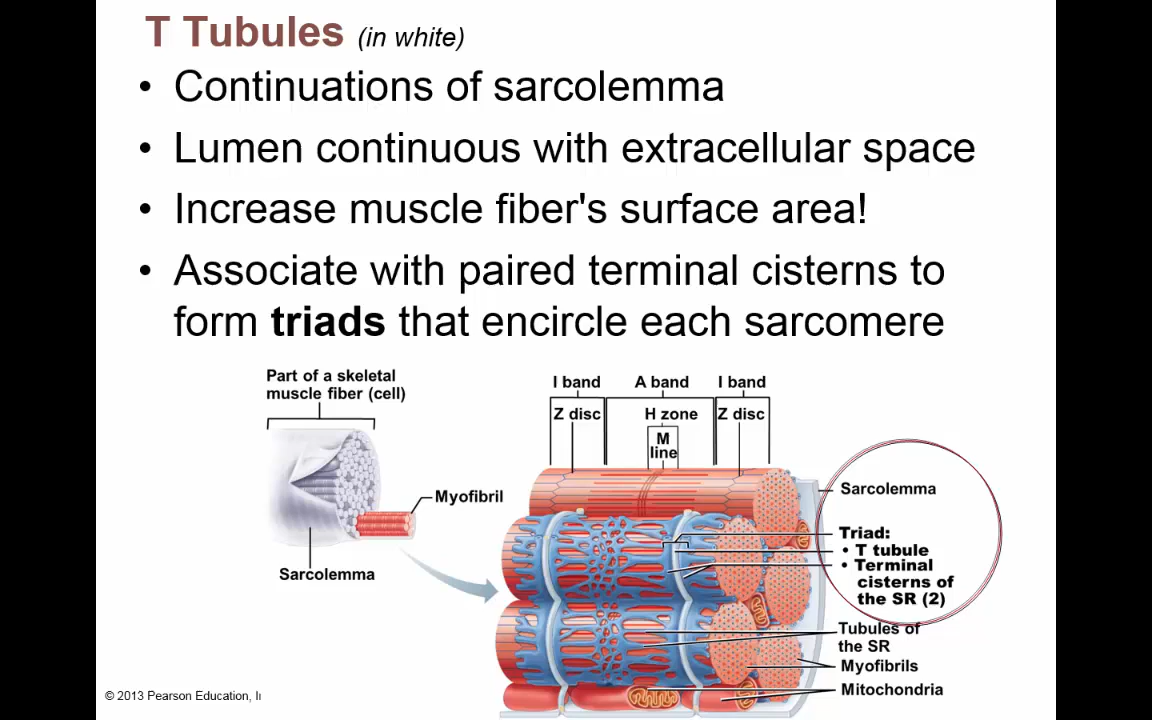 T Tubules (in white)
• Continuations of sarcolemma
• Lumen continuous with extracellular space
• Increase muscle fiber's surface area!
• Associate with paired terminal cisterns to
form triads that encircle each sarcomere
Part of a skeletal
muscle fiber (cell)
Myofibril
Sarcolemma
I band
A band
I band
Z disc
H zone
Z disc
M
line
Sarcolemma
Triad:
• T tubule
• Terminal
cisterns of
the SR (2)
Tubules of
the SR
Myofibrils
Mitochondria
© 2013 Pearson Education,